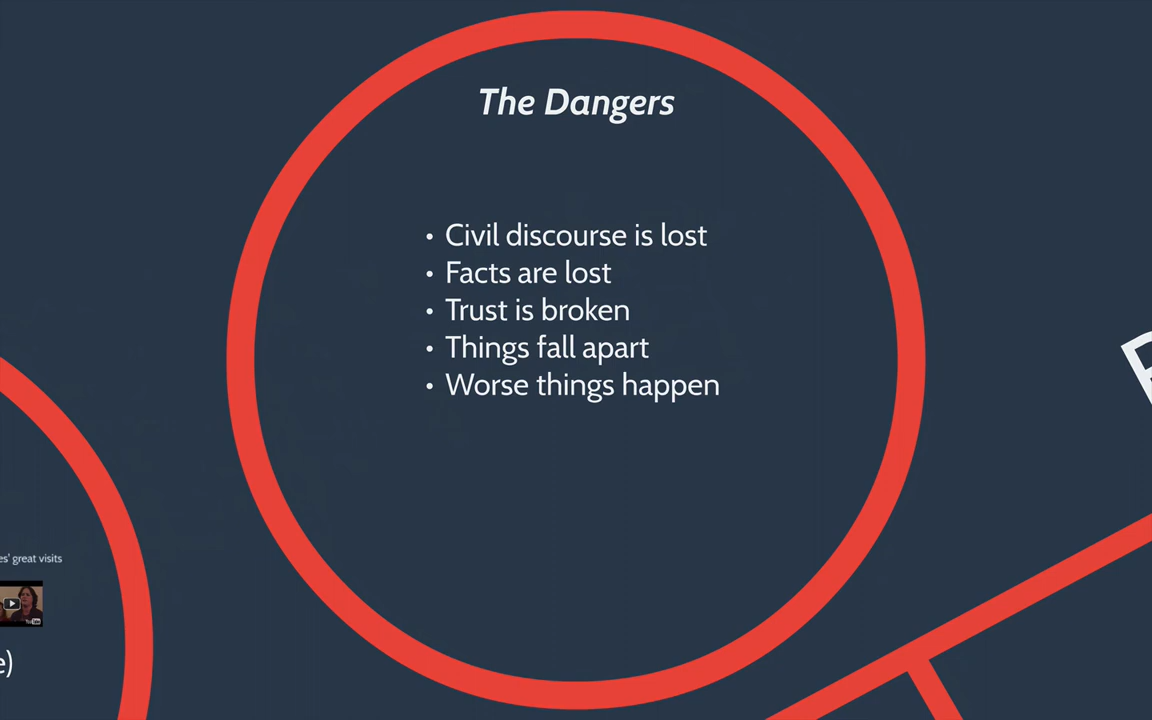 The Dangers
• Civil discourse is lost
• Facts are lost
• Trust is broken
• Things fall apart
• Worse things happen
es' great visits
e)